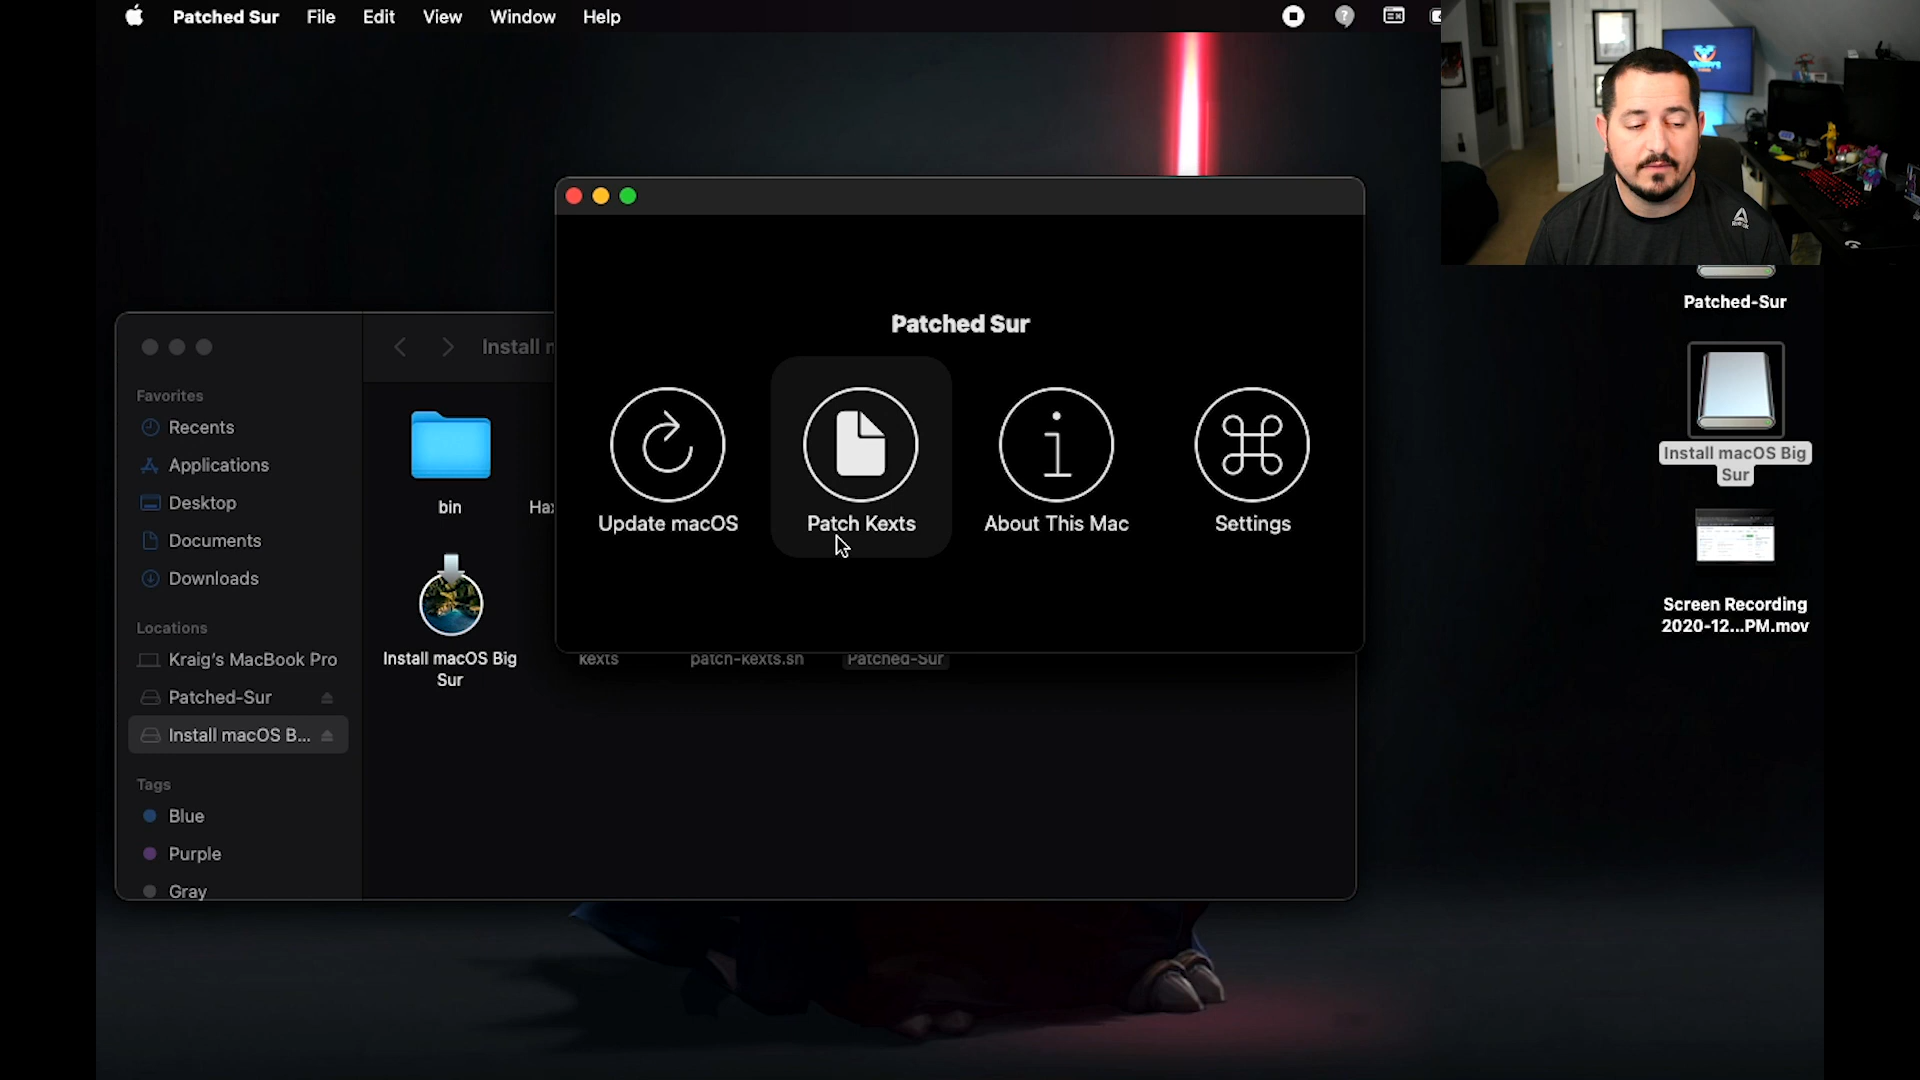 Patched Sur File Edit View Window Help
Patched Sur
Update macOS
Patch Kexts
About This Mac
Settings
Install
Favorites
Recents
Applications
Desktop
Documents
Downloads
Locations
Kraig's MacBook Pro
Patched-Sur
Install macOS B...
Tags
Blue
Purple
Gray
bin
Install macOS Big
Sur
kexts
patch-kexts.sh
Patched-Sur
Patched-Sur
Install macOS Big
Sur
Screen Recording
2020-12...PM.mov